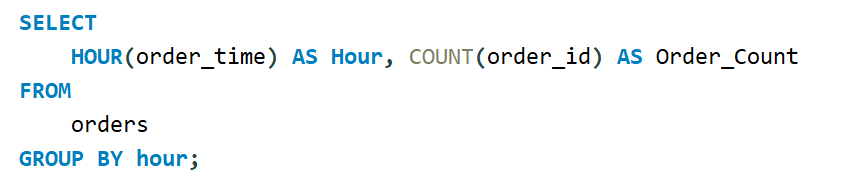 SELECT
    HOUR(order_time) AS Hour, COUNT(order_id) AS Order_Count
FROM
    orders
GROUP BY hour;